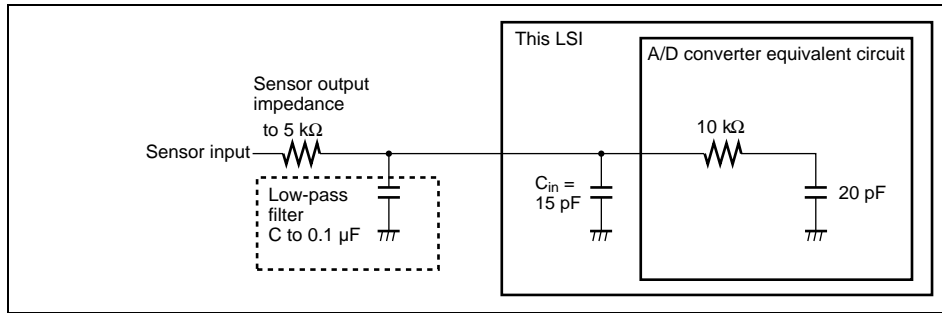 This LSI
A/D converter equivalent circuit
Sensor output
impedance
to 5 kΩ
10 kΩ
Sensor input
Low-pass
filter
C to 0.1 μF
Cin =
15 pF
20 pF